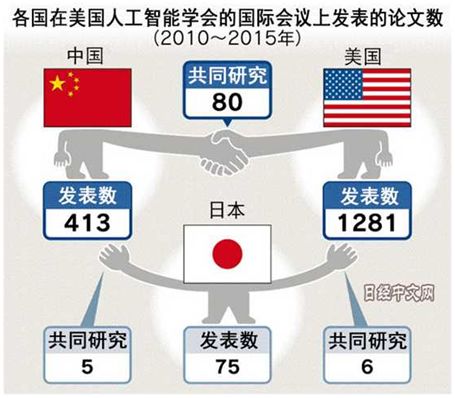 各国在美国人工智能学会的国际会议上发表的论文数
(2010～2015年)
中国
共同研究
80
美国
发表数
413
日本
发表数
1281
日经中文网
共同研究
5
发表数
75
共同研究
6